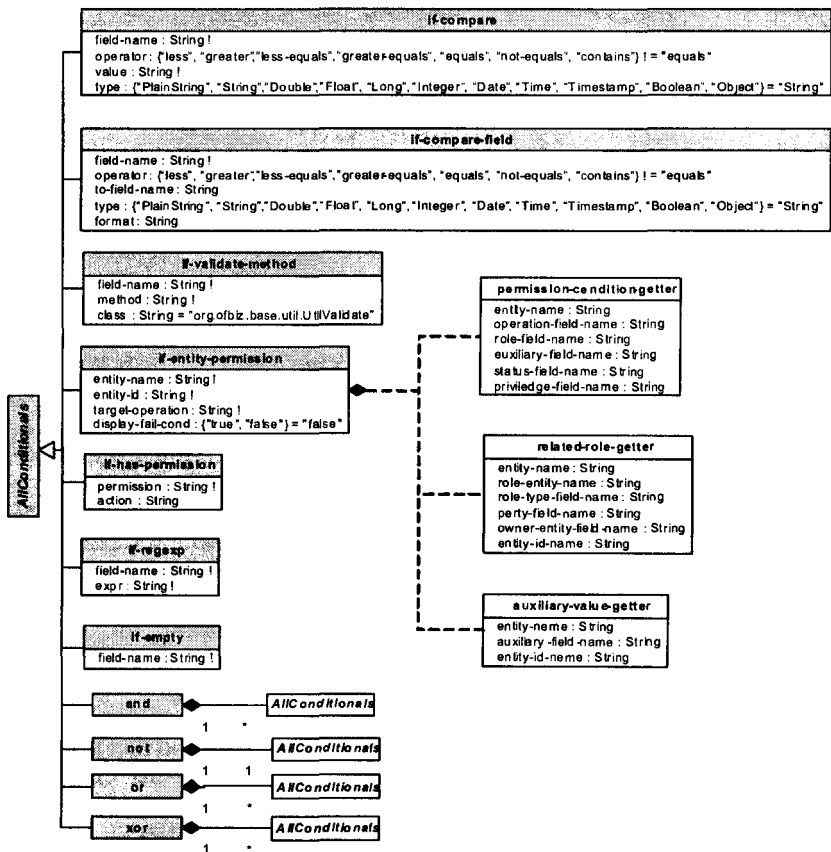 if-compare
field-name : String !
operator : {"less", "greater","less-equals","greater-equals", "equals", "not-equals", "contains"} ! = "equals"
value : String !
type : {"PlainString", "String","Double","Float", "Long", "Integer", "Date", "Time", "Timestamp", "Boolean", "Object"} = "String"
if-compare-field
field-name : String !
operator : {"less", "greater","less-equals","greater-equals", "equals", "not-equals", "contains"} ! = "equals"
to-field-name : String
type : {"PlainString", "String","Double","Float", "Long", "Integer", "Date", "Time", "Timestamp", "Boolean", "Object"} = "String"
format : String
if-validate-method
field-name : String !
method : String !
class : String = "org.ofbiz.base.util.UtilValidate"
if-entity-permission
entity-name : String !
entity-id : String !
target-operation : String !
display-fail-cond : {"true", "false"} = "false"
permission-condition-getter
entity-name : String
operation-field-name : String
role-field-name : String
euxiliary-field-name : String
status-field-name : String
priviledge-field-name : String
AllConditionals
if-has-permission
permission : String !
action : String
related-role-getter
entity-name : String
role-entity-name : String
role-type-field-name : String
perty-field-name : String
owner-entity-field-name : String
entity-id-name : String
if-regexp
field-name : String !
expr : String !
if-empty
field-name : String !
auxiliary-value-getter
entity-neme : String
auxiliary-field-name : String
entity-id-neme : String
and
AllConditionals
1 *
not
AllConditionals
1 1
or
AllConditionals
1 *
xor
AllConditionals
1 *